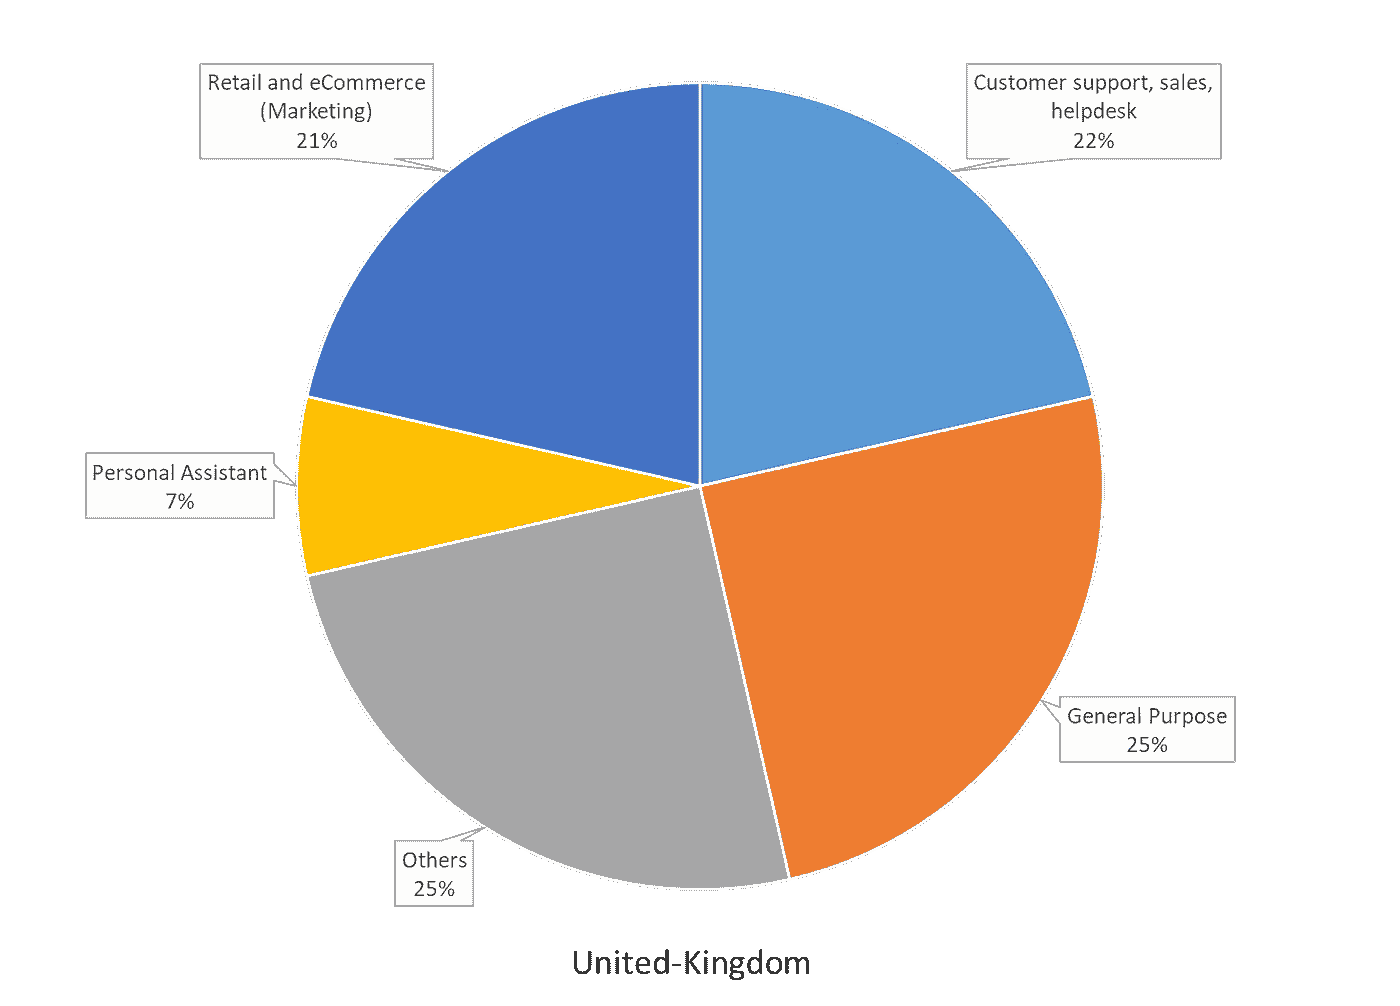 Retail and eCommerce
(Marketing)
21%
Customer support, sales,
helpdesk
22%
Personal Assistant
7%
General Purpose
25%
Others
25%
United-Kingdom